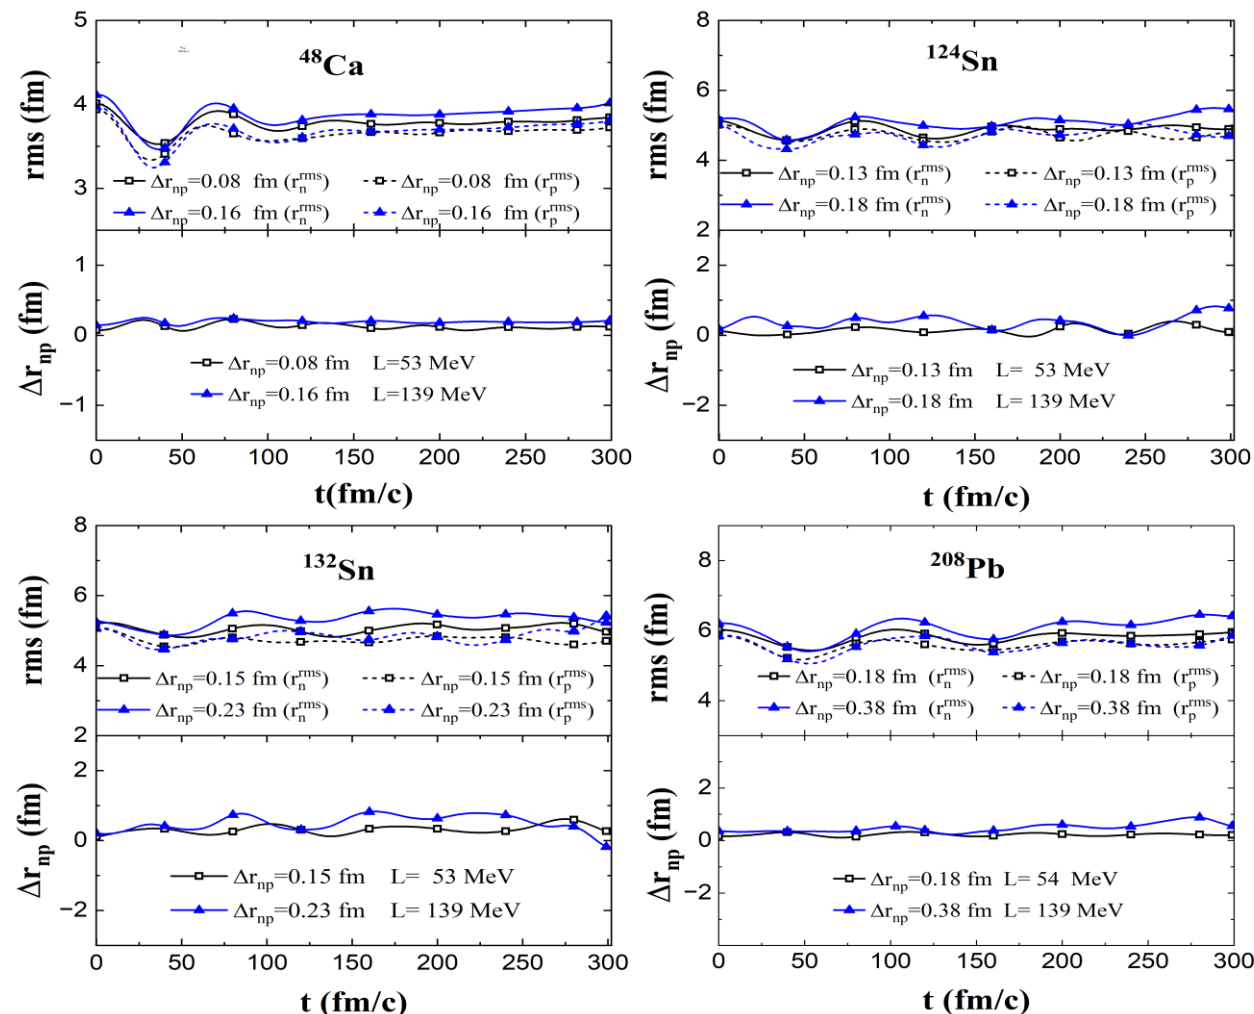 ⁴⁸Ca
rms (fm)
5
4
3
Δrₙₚ=0.08 fm (rₙʳᵐˢ)
Δrₙₚ=0.08 fm (rₚʳᵐˢ)
Δrₙₚ=0.16 fm (rₙʳᵐˢ)
Δrₙₚ=0.16 fm (rₚʳᵐˢ)
Δrₙₚ (fm)
1
0
−1
Δrₙₚ=0.08 fm L=53 MeV
Δrₙₚ=0.16 fm L=139 MeV
0 50 100 150 200 250 300
t(fm/c)
¹²⁴Sn
rms (fm)
8
6
4
2
Δrₙₚ=0.13 fm (rₙʳᵐˢ)
Δrₙₚ=0.13 fm (rₚʳᵐˢ)
Δrₙₚ=0.18 fm (rₙʳᵐˢ)
Δrₙₚ=0.18 fm (rₚʳᵐˢ)
Δrₙₚ (fm)
2
0
−2
Δrₙₚ=0.13 fm L= 53 MeV
Δrₙₚ=0.18 fm L= 139 MeV
0 50 100 150 200 250 300
t (fm/c)
¹³²Sn
rms (fm)
8
6
4
2
Δrₙₚ=0.15 fm (rₙʳᵐˢ)
Δrₙₚ=0.15 fm (rₚʳᵐˢ)
Δrₙₚ=0.23 fm (rₙʳᵐˢ)
Δrₙₚ=0.23 fm (rₚʳᵐˢ)
Δrₙₚ (fm)
2
0
−2
Δrₙₚ=0.15 fm L= 53 MeV
Δrₙₚ=0.23 fm L= 139 MeV
0 50 100 150 200 250 300
t (fm/c)
²⁰⁸Pb
rms (fm)
8
6
4
Δrₙₚ=0.18 fm (rₙʳᵐˢ)
Δrₙₚ=0.18 fm (rₚʳᵐˢ)
Δrₙₚ=0.38 fm (rₙʳᵐˢ)
Δrₙₚ=0.38 fm (rₚʳᵐˢ)
Δrₙₚ (fm)
2
0
−2
Δrₙₚ=0.18 fm L= 54 MeV
Δrₙₚ=0.38 fm L= 139 MeV
0 50 100 150 200 250 300
t (fm/c)